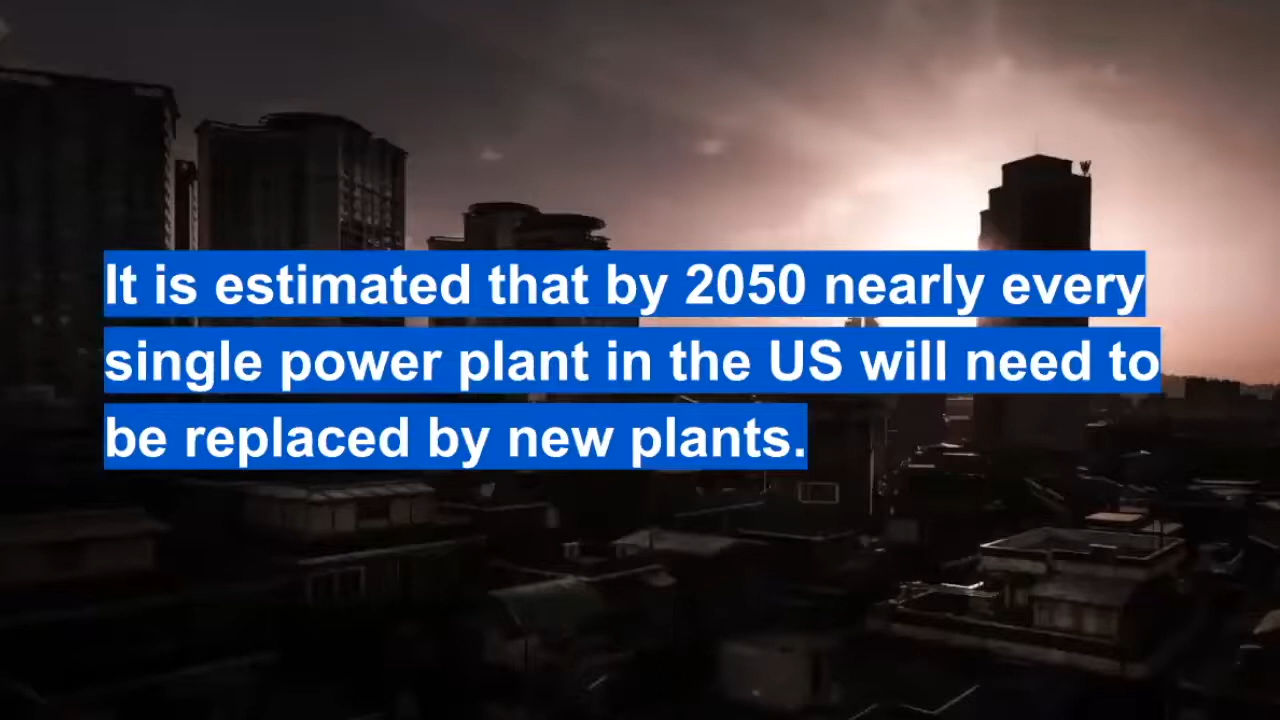 It is estimated that by 2050 nearly every
single power plant in the US will need to
be replaced by new plants.